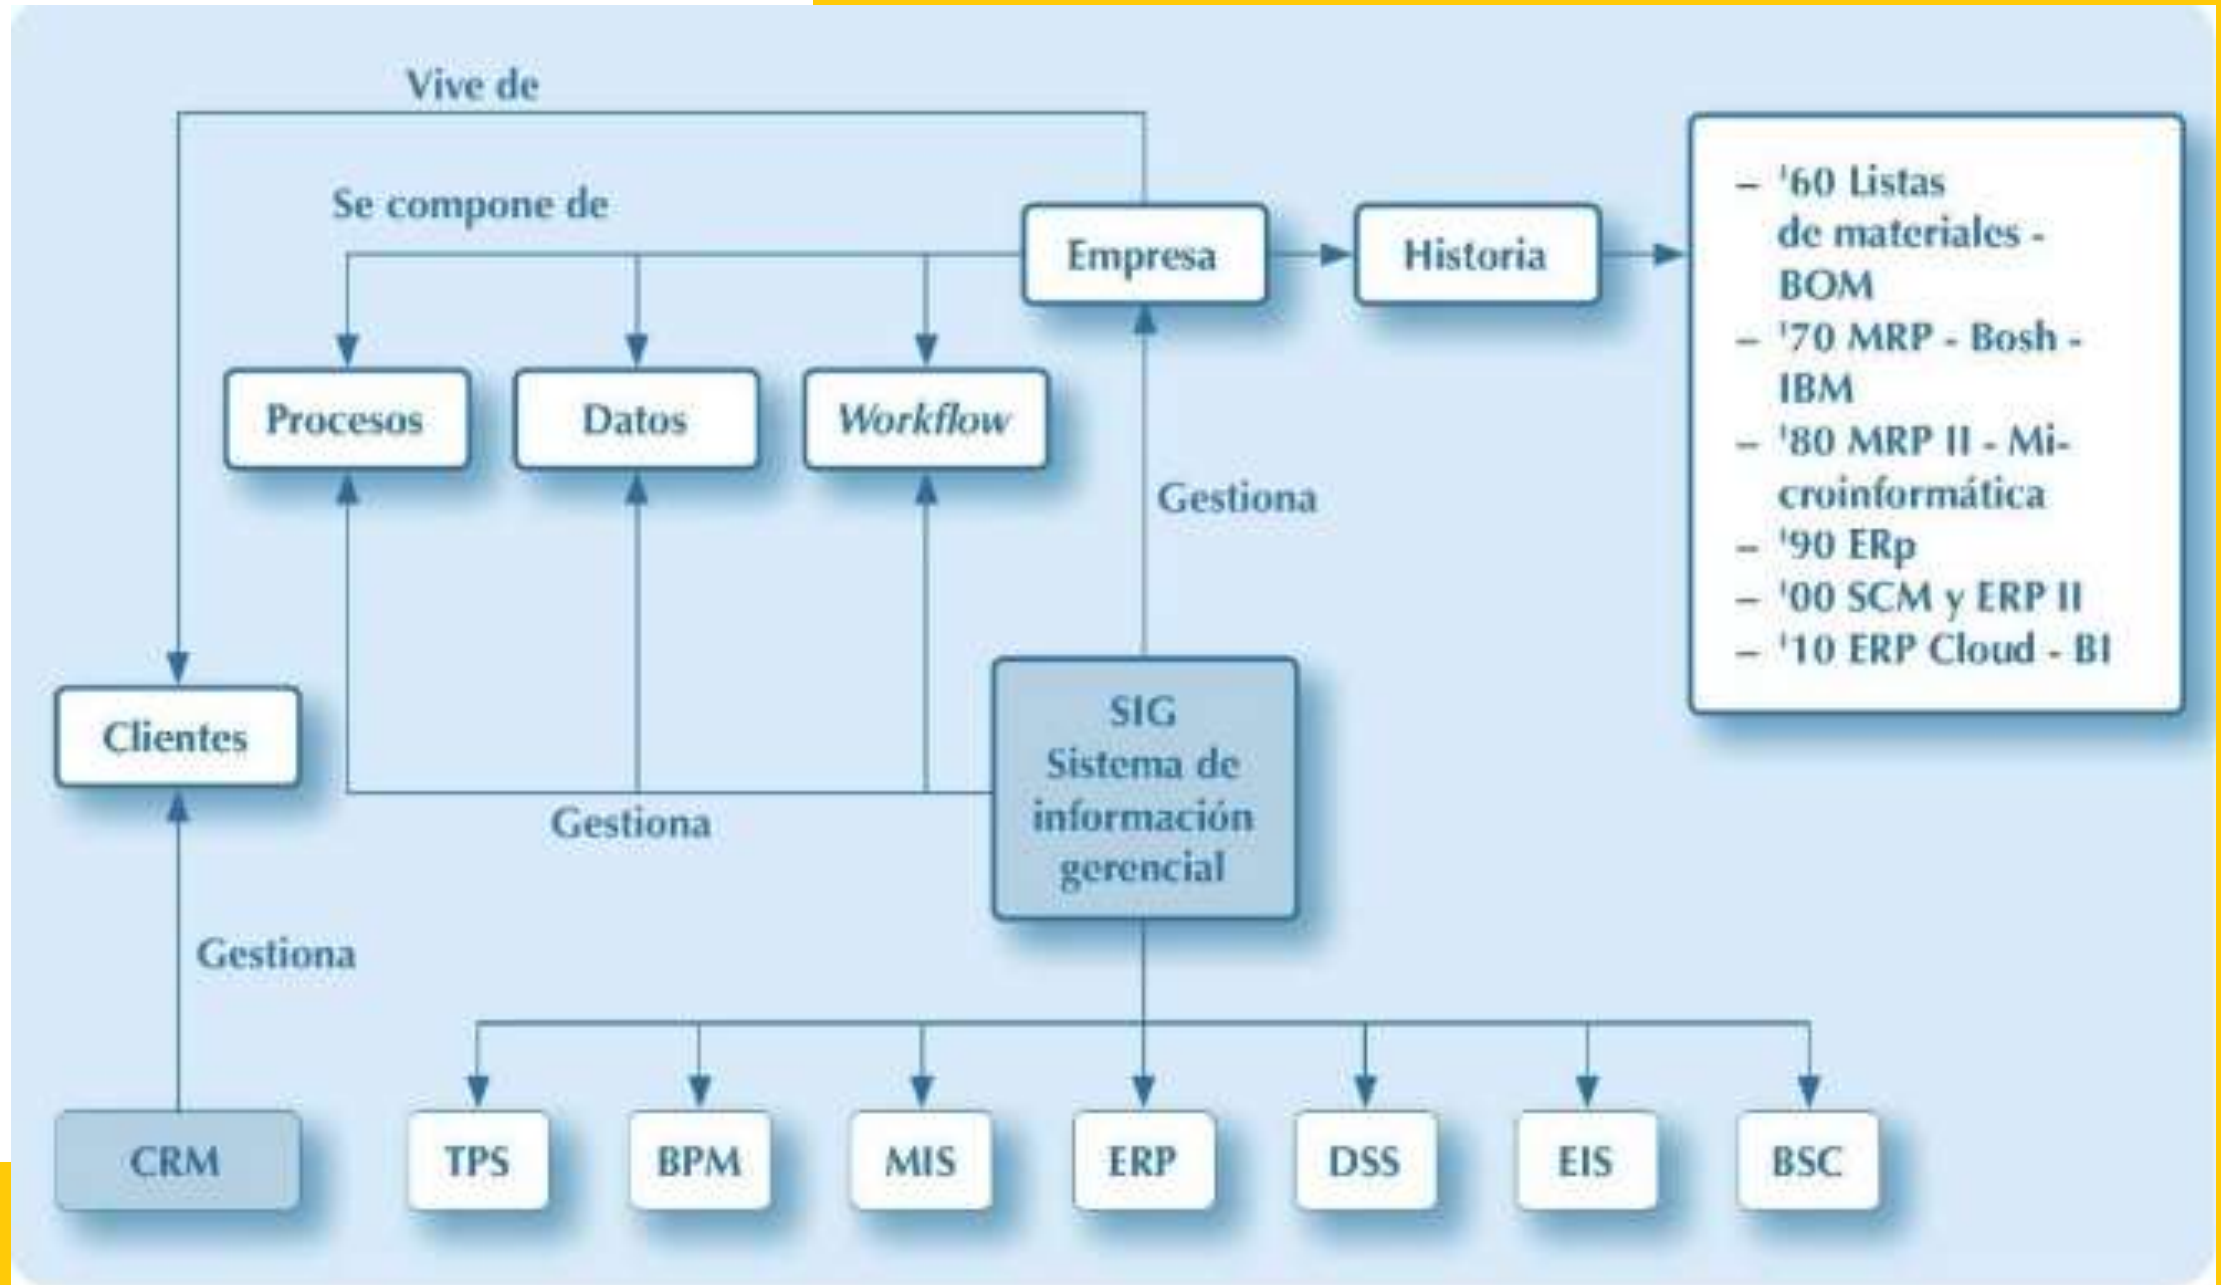 Vive de
Se compone de
Empresa
Historia
– '60 Listas
de materiales -
BOM
– '70 MRP - Bosh -
IBM
– '80 MRP II - Mi-
croinformática
– '90 ERp
– '00 SCM y ERP II
– '10 ERP Cloud - BI
Procesos
Datos
Workflow
Gestiona
Clientes
SIG
Sistema de
información
gerencial
Gestiona
Gestiona
CRM
TPS
BPM
MIS
ERP
DSS
EIS
BSC